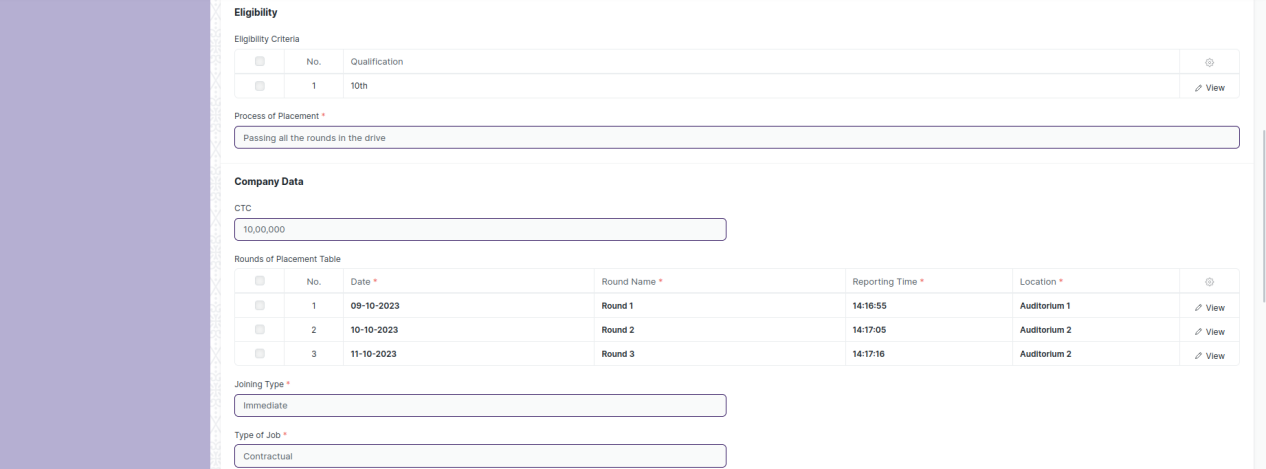 Eligibility
Eligibility Criteria
No. Qualification
1 10th View
Process of Placement *
Passing all the rounds in the drive
Company Data
CTC
10,00,000
Rounds of Placement Table
No. Date * Round Name * Reporting Time * Location *
1 09-10-2023 Round 1 14:16:55 Auditorium 1 View
2 10-10-2023 Round 2 14:17:05 Auditorium 2 View
3 11-10-2023 Round 3 14:17:16 Auditorium 2 View
Joining Type *
Immediate
Type of Job *
Contractual